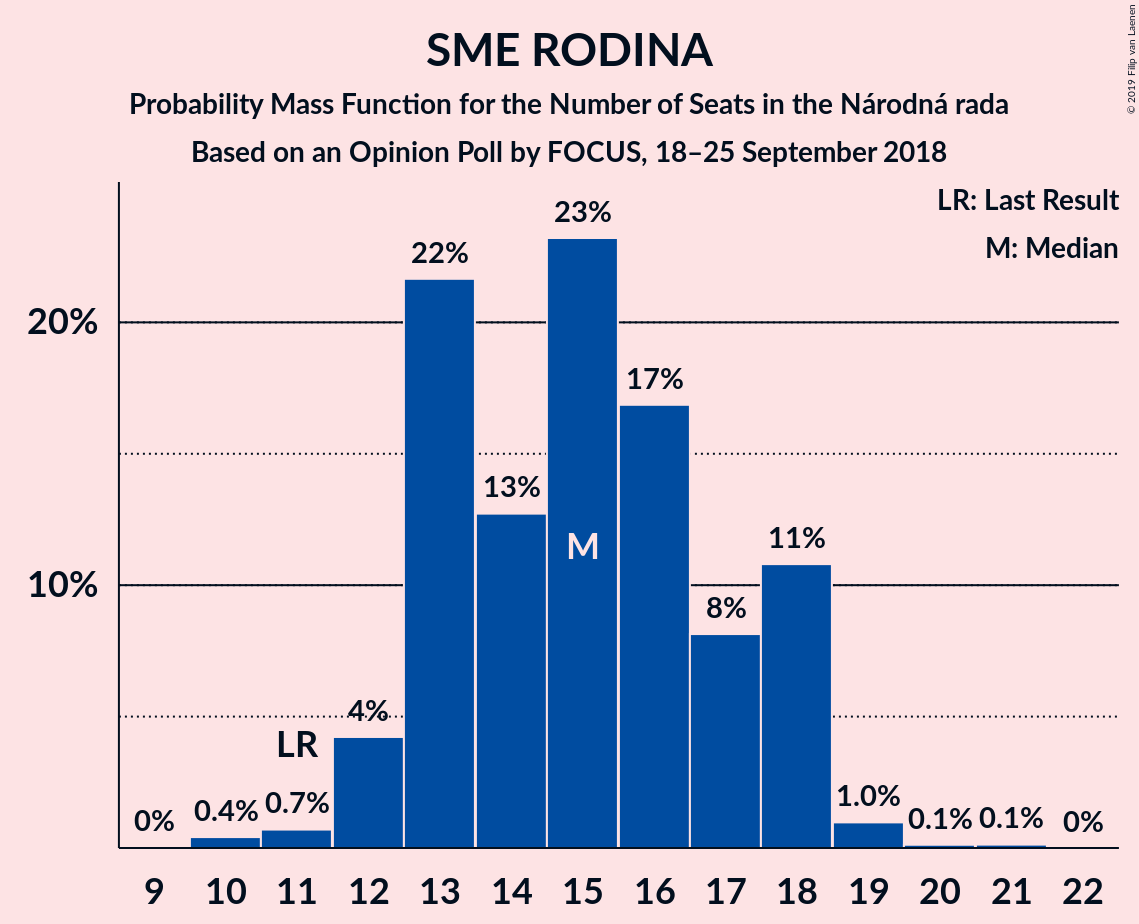 SME RODINA
Probability Mass Function for the Number of Seats in the Národná rada
Based on an Opinion Poll by FOCUS, 18–25 September 2018
© 2019 Filip van Laenen
LR: Last Result
M: Median
20%
10%
0%
0.4%
0.7%
LR
4%
22%
13%
23%
M
17%
8%
11%
1.0%
0.1%
0.1%
0%
9 10 11 12 13 14 15 16 17 18 19 20 21 22